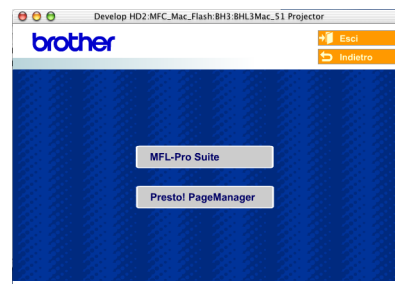 Develop HD2:MFC_Mac_Flash:BH3:BHL3Mac_51 Projector
brother
Esci
Indietro
MFL-Pro Suite
Presto! PageManager